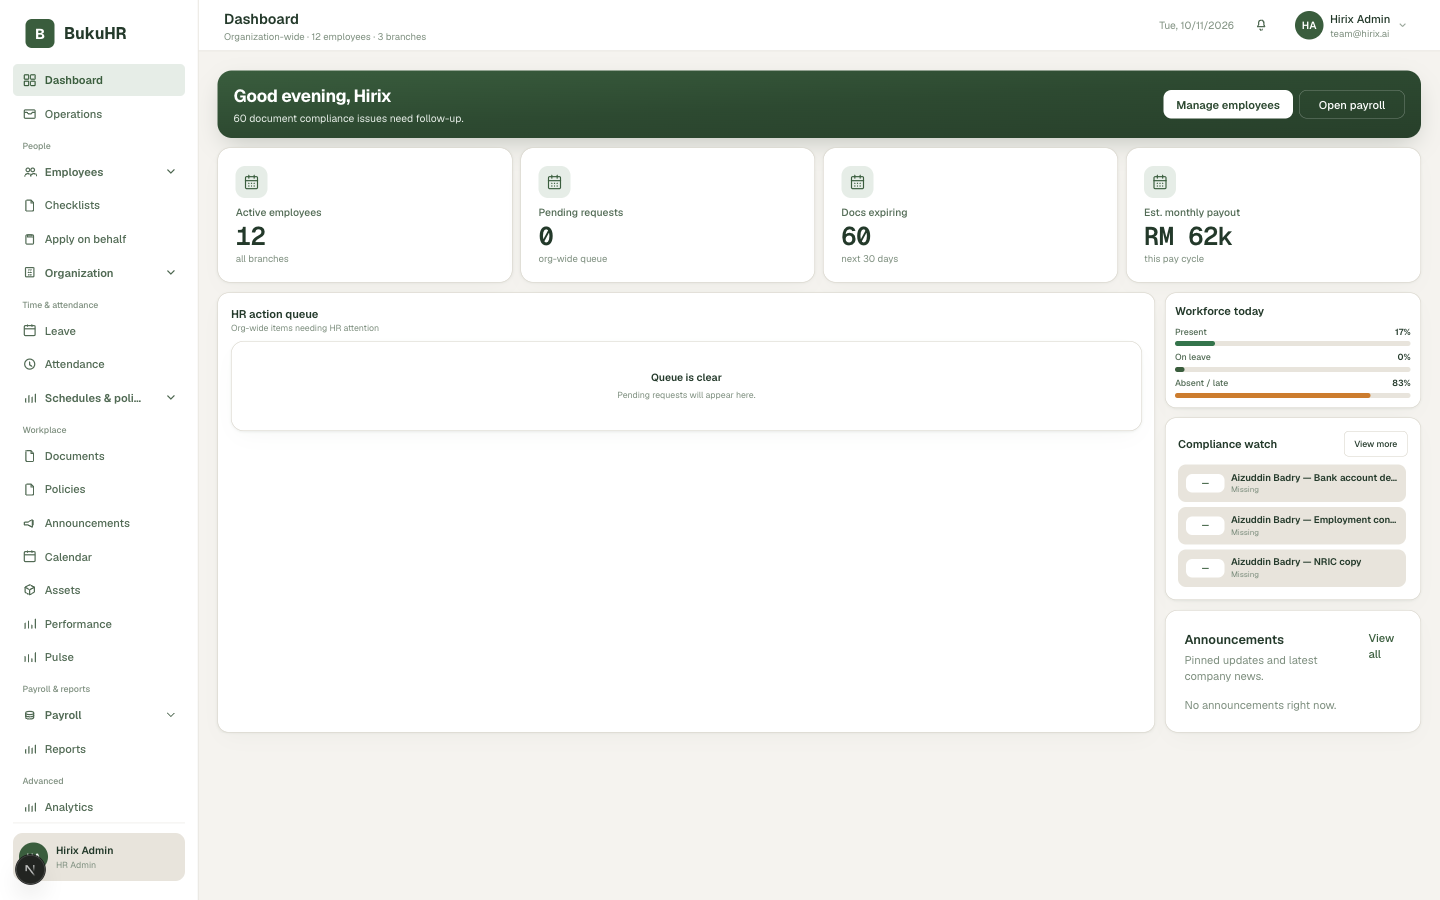 B BukuHR
Dashboard
Operations
People
Employees
Checklists
Apply on behalf
Organization
Time & attendance
Leave
Attendance
Schedules & poli...
Workplace
Documents
Policies
Announcements
Calendar
Assets
Performance
Pulse
Payroll & reports
Payroll
Reports
Advanced
Analytics
Hirix Admin
HR Admin
N
Dashboard
Organization-wide · 12 employees · 3 branches
Tue, 10/11/2026
HA
Hirix Admin
team@hirix.ai
Good evening, Hirix
60 document compliance issues need follow-up.
Manage employees
Open payroll
Active employees
12
all branches
Pending requests
0
org-wide queue
Docs expiring
60
next 30 days
Est. monthly payout
RM 62k
this pay cycle
HR action queue
Org-wide items needing HR attention
Queue is clear
Pending requests will appear here.
Workforce today
Present 17%
On leave 0%
Absent / late 83%
Compliance watch
View more
— Aizuddin Badry — Bank account de...
Missing
— Aizuddin Badry — Employment con...
Missing
— Aizuddin Badry — NRIC copy
Missing
Announcements
View
all
Pinned updates and latest
company news.
No announcements right now.